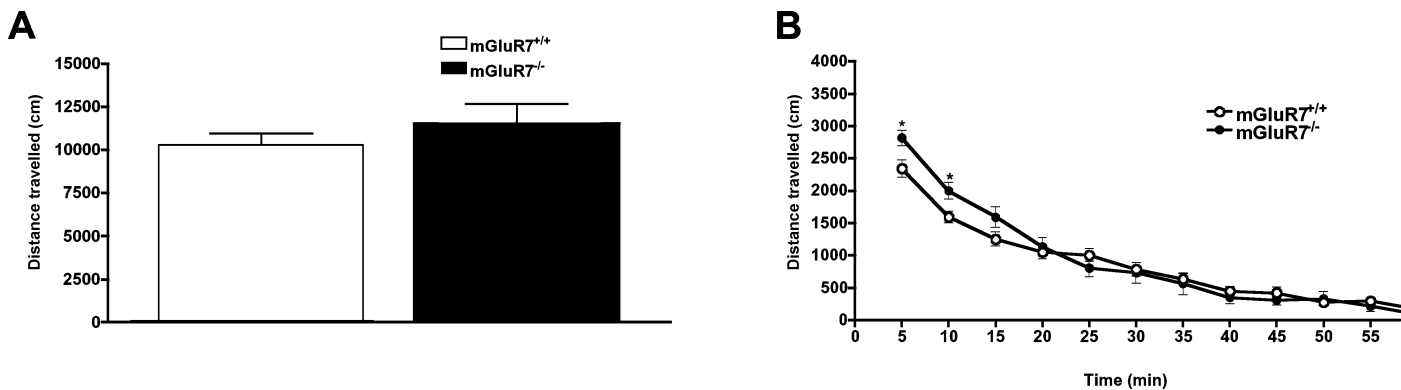 A
mGluR7+/+
mGluR7-/-
15000
12500
10000
7500
5000
2500
0
Distance travelled (cm)
B
4000
3500
3000
2500
2000
1500
1000
500
0
Distance travelled (cm)
*
*
mGluR7+/+
mGluR7-/-
5 10 15 20 25 30 35 40 45 50 55
Time (min)